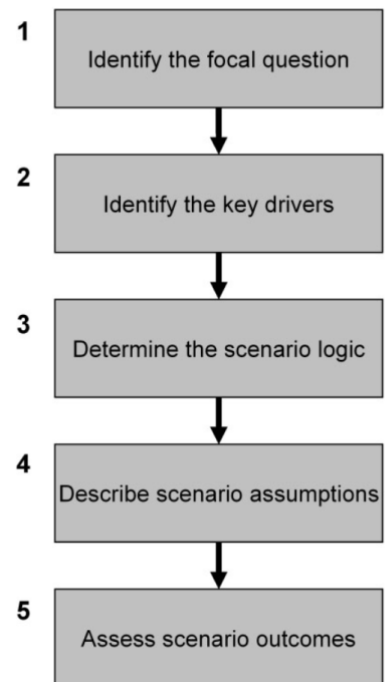 1
Identify the focal question
2
Identify the key drivers
3
Determine the scenario logic
4
Describe scenario assumptions
5
Assess scenario outcomes